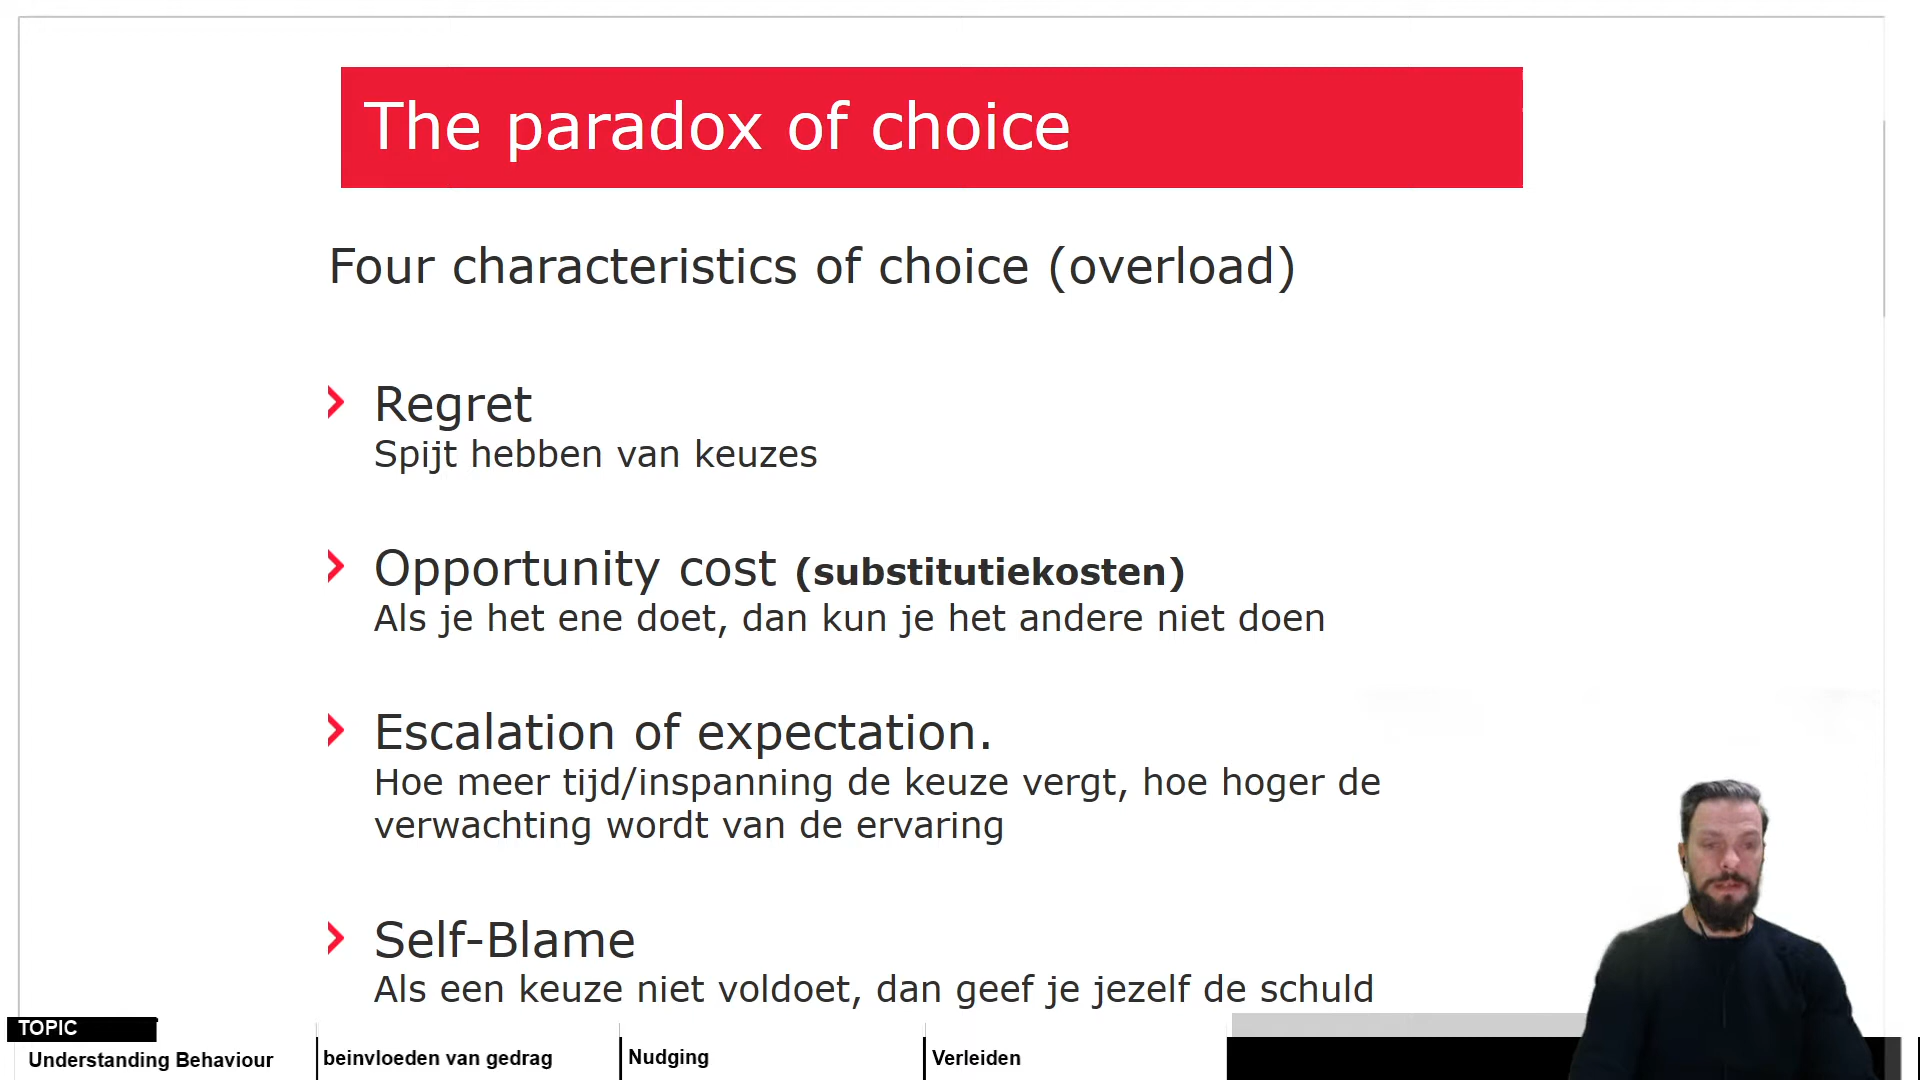 The paradox of choice
Four characteristics of choice (overload)
Regret
Spijt hebben van keuzes
Opportunity cost (substitutiekosten)
Als je het ene doet, dan kun je het andere niet doen
Escalation of expectation.
Hoe meer tijd/inspanning de keuze vergt, hoe hoger de
verwachting wordt van de ervaring
Self-Blame
Als een keuze niet voldoet, dan geef je jezelf de schuld
TOPIC
Understanding Behaviour
beinvloeden van gedrag
Nudging
Verleiden